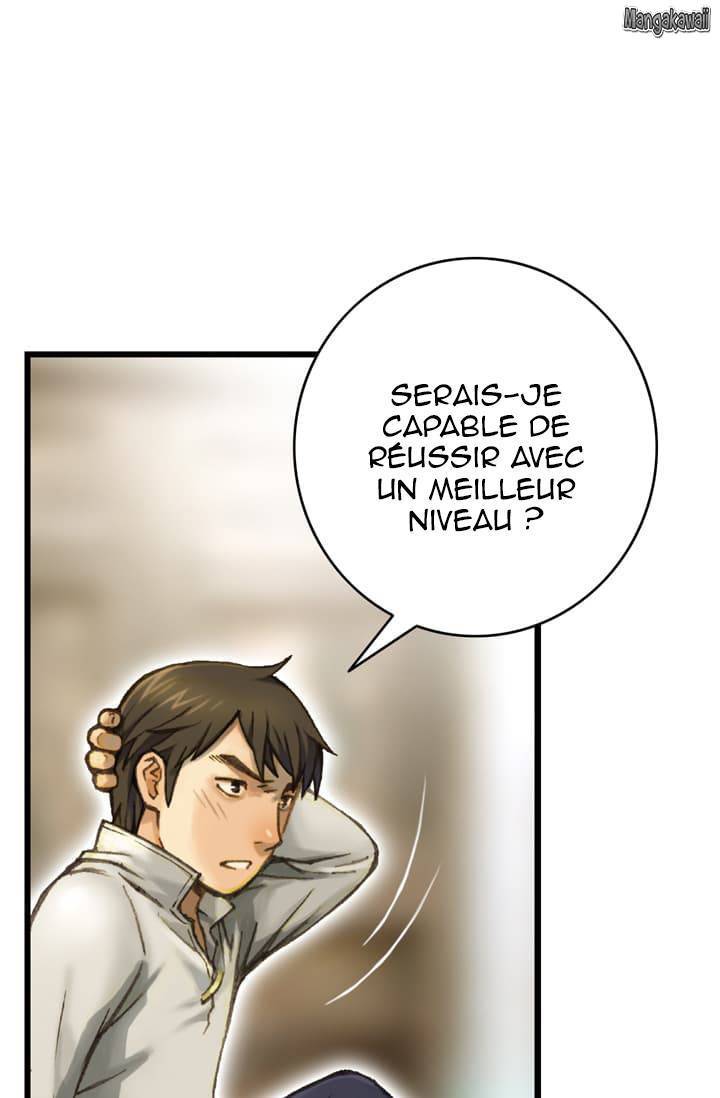 Mangakawaii
SERAIS-JE
CAPABLE DE
RÉUSSIR AVEC
UN MEILLEUR
NIVEAU ?